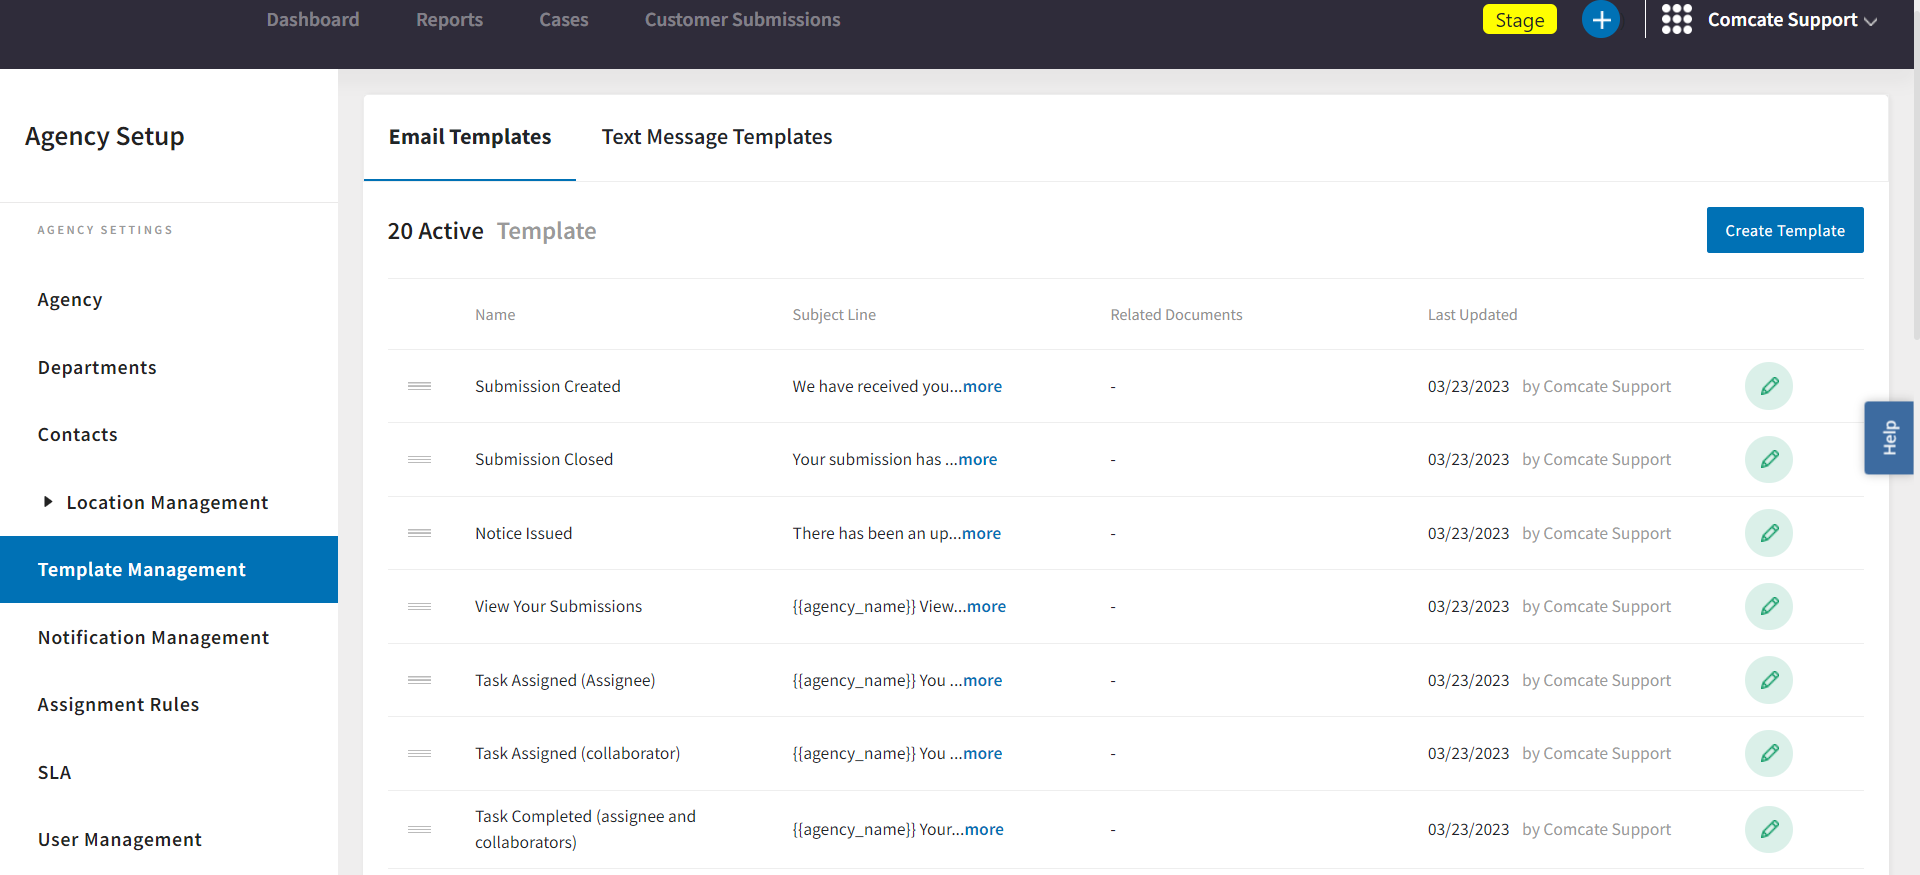 Dashboard Reports Cases Customer Submissions Stage Comcate Support
Agency Setup
AGENCY SETTINGS
Agency
Departments
Contacts
Location Management
Template Management
Notification Management
Assignment Rules
SLA
User Management
Email Templates Text Message Templates
20 Active Template Create Template
Name Subject Line Related Documents Last Updated
Submission Created We have received you...more - 03/23/2023 by Comcate Support
Submission Closed Your submission has ...more - 03/23/2023 by Comcate Support
Notice Issued There has been an up...more - 03/23/2023 by Comcate Support
View Your Submissions {{agency_name}} View...more - 03/23/2023 by Comcate Support
Task Assigned (Assignee) {{agency_name}} You ...more - 03/23/2023 by Comcate Support
Task Assigned (collaborator) {{agency_name}} You ...more - 03/23/2023 by Comcate Support
Task Completed (assignee and
collaborators) {{agency_name}} Your...more - 03/23/2023 by Comcate Support
Help